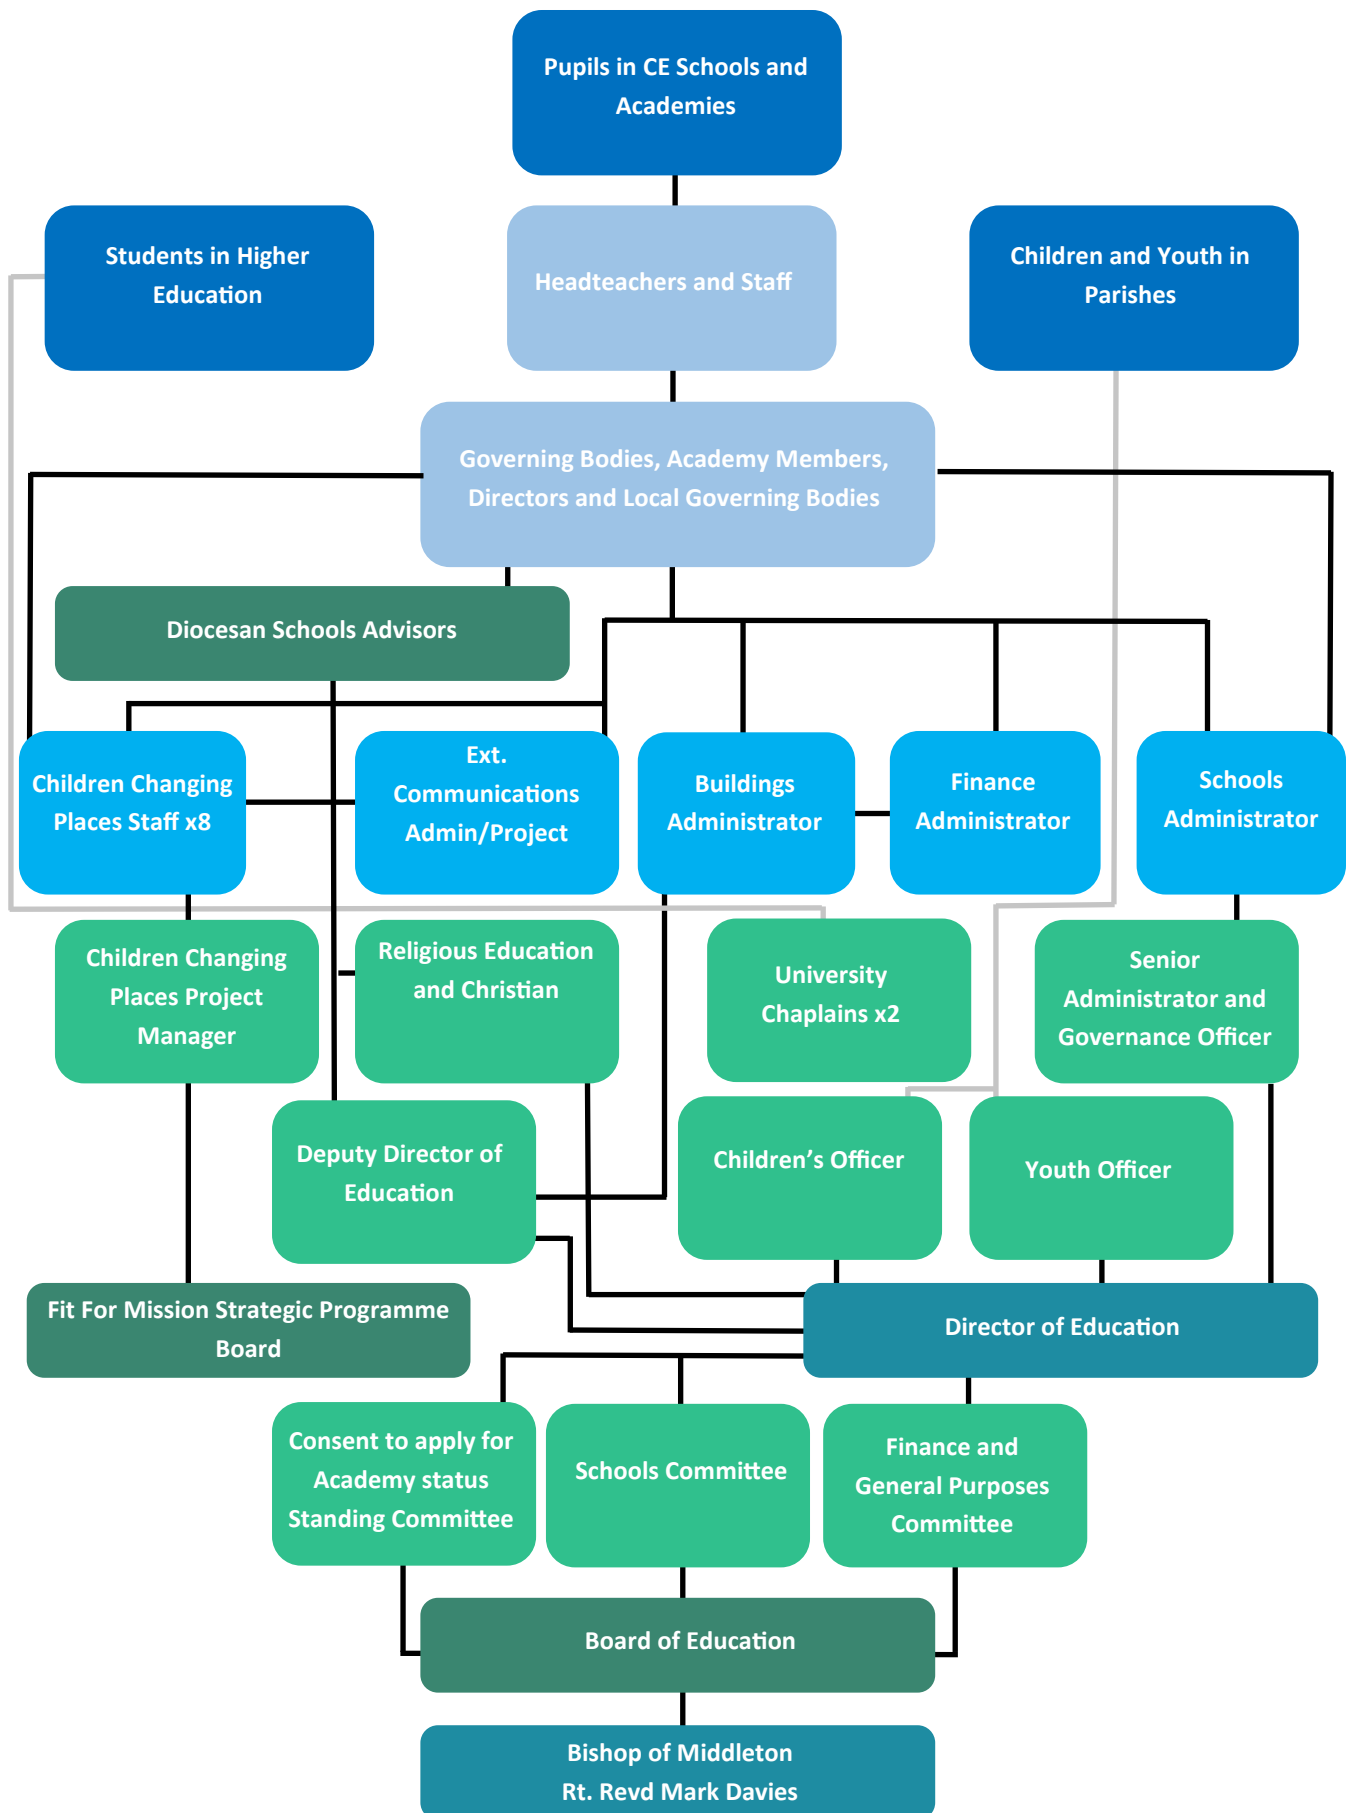 Pupils in CE Schools and
Academies
Students in Higher
Education
Headteachers and Staff
Children and Youth in
Parishes
Governing Bodies, Academy Members,
Directors and Local Governing Bodies
Diocesan Schools Advisors
Children Changing
Places Staff x8
Ext.
Communications
Admin/Project
Buildings
Administrator
Finance
Administrator
Schools
Administrator
Children Changing
Places Project
Manager
Religious Education
and Christian
University
Chaplains x2
Senior
Administrator and
Governance Officer
Deputy Director of
Education
Children’s Officer
Youth Officer
Fit For Mission Strategic Programme
Board
Director of Education
Consent to apply for
Academy status
Standing Committee
Schools Committee
Finance and
General Purposes
Committee
Board of Education
Bishop of Middleton
Rt. Revd Mark Davies